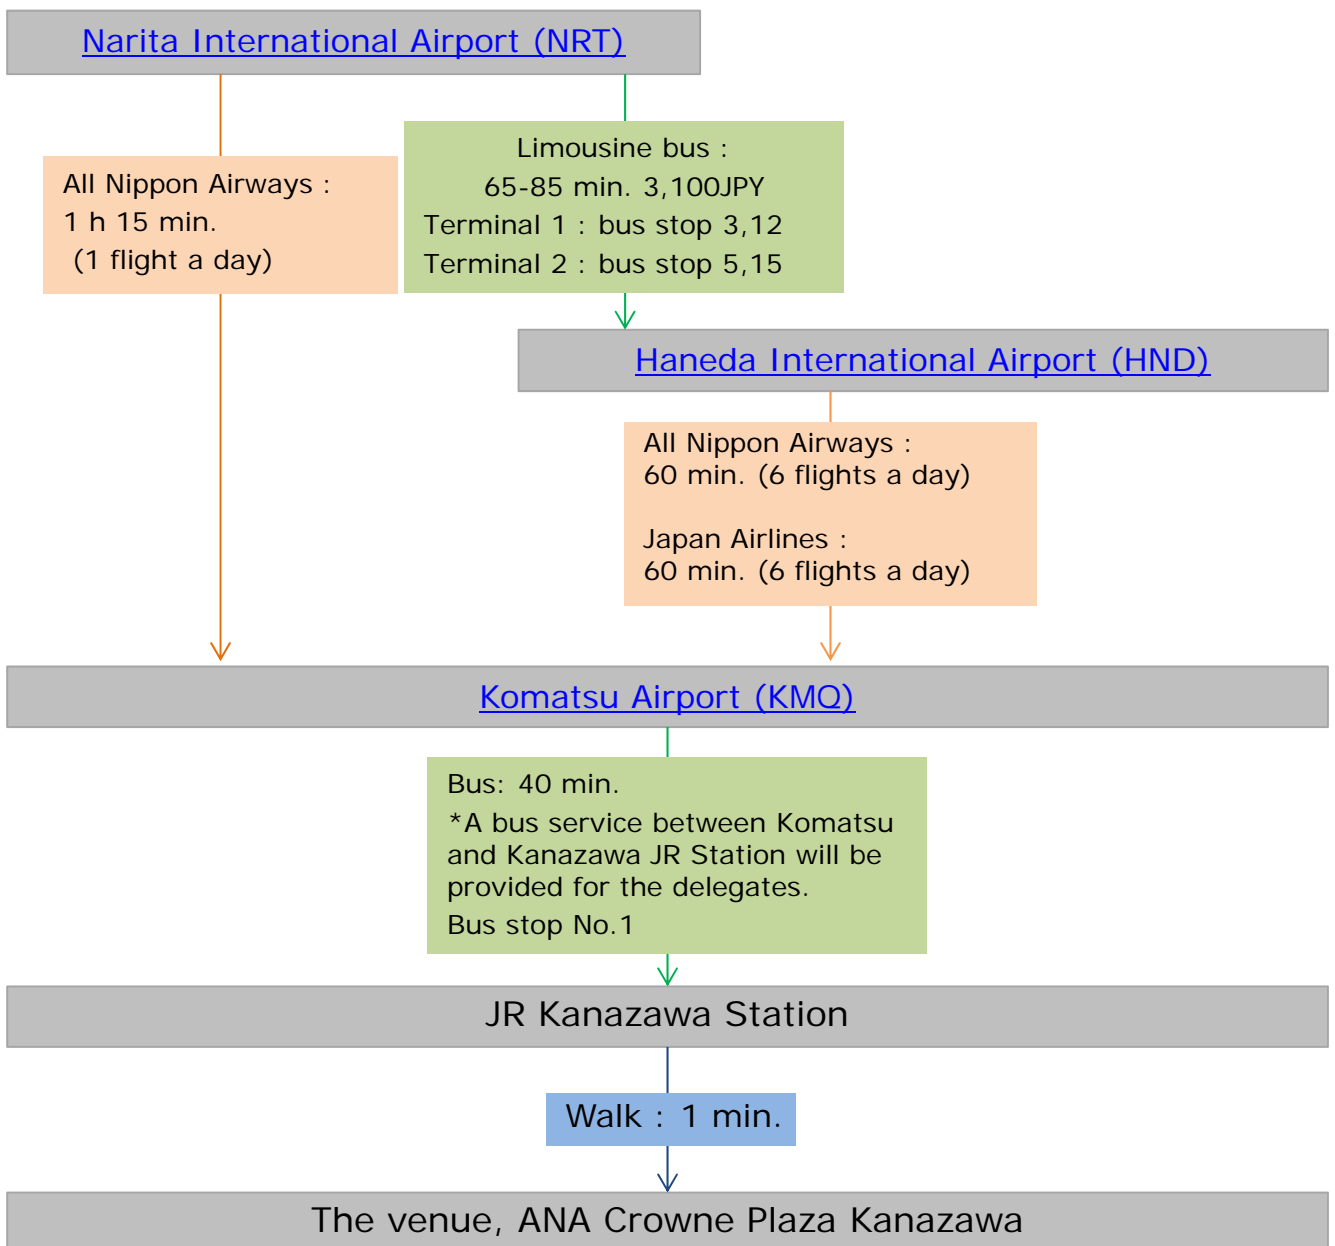 Narita International Airport (NRT)
All Nippon Airways :
1 h 15 min.
(1 flight a day)
Limousine bus :
65-85 min. 3,100JPY
Terminal 1 : bus stop 3,12
Terminal 2 : bus stop 5,15
Haneda International Airport (HND)
All Nippon Airways :
60 min. (6 flights a day)
Japan Airlines :
60 min. (6 flights a day)
Komatsu Airport (KMQ)
Bus: 40 min.
*A bus service between Komatsu
and Kanazawa JR Station will be
provided for the delegates.
Bus stop No.1
JR Kanazawa Station
Walk : 1 min.
The venue, ANA Crowne Plaza Kanazawa